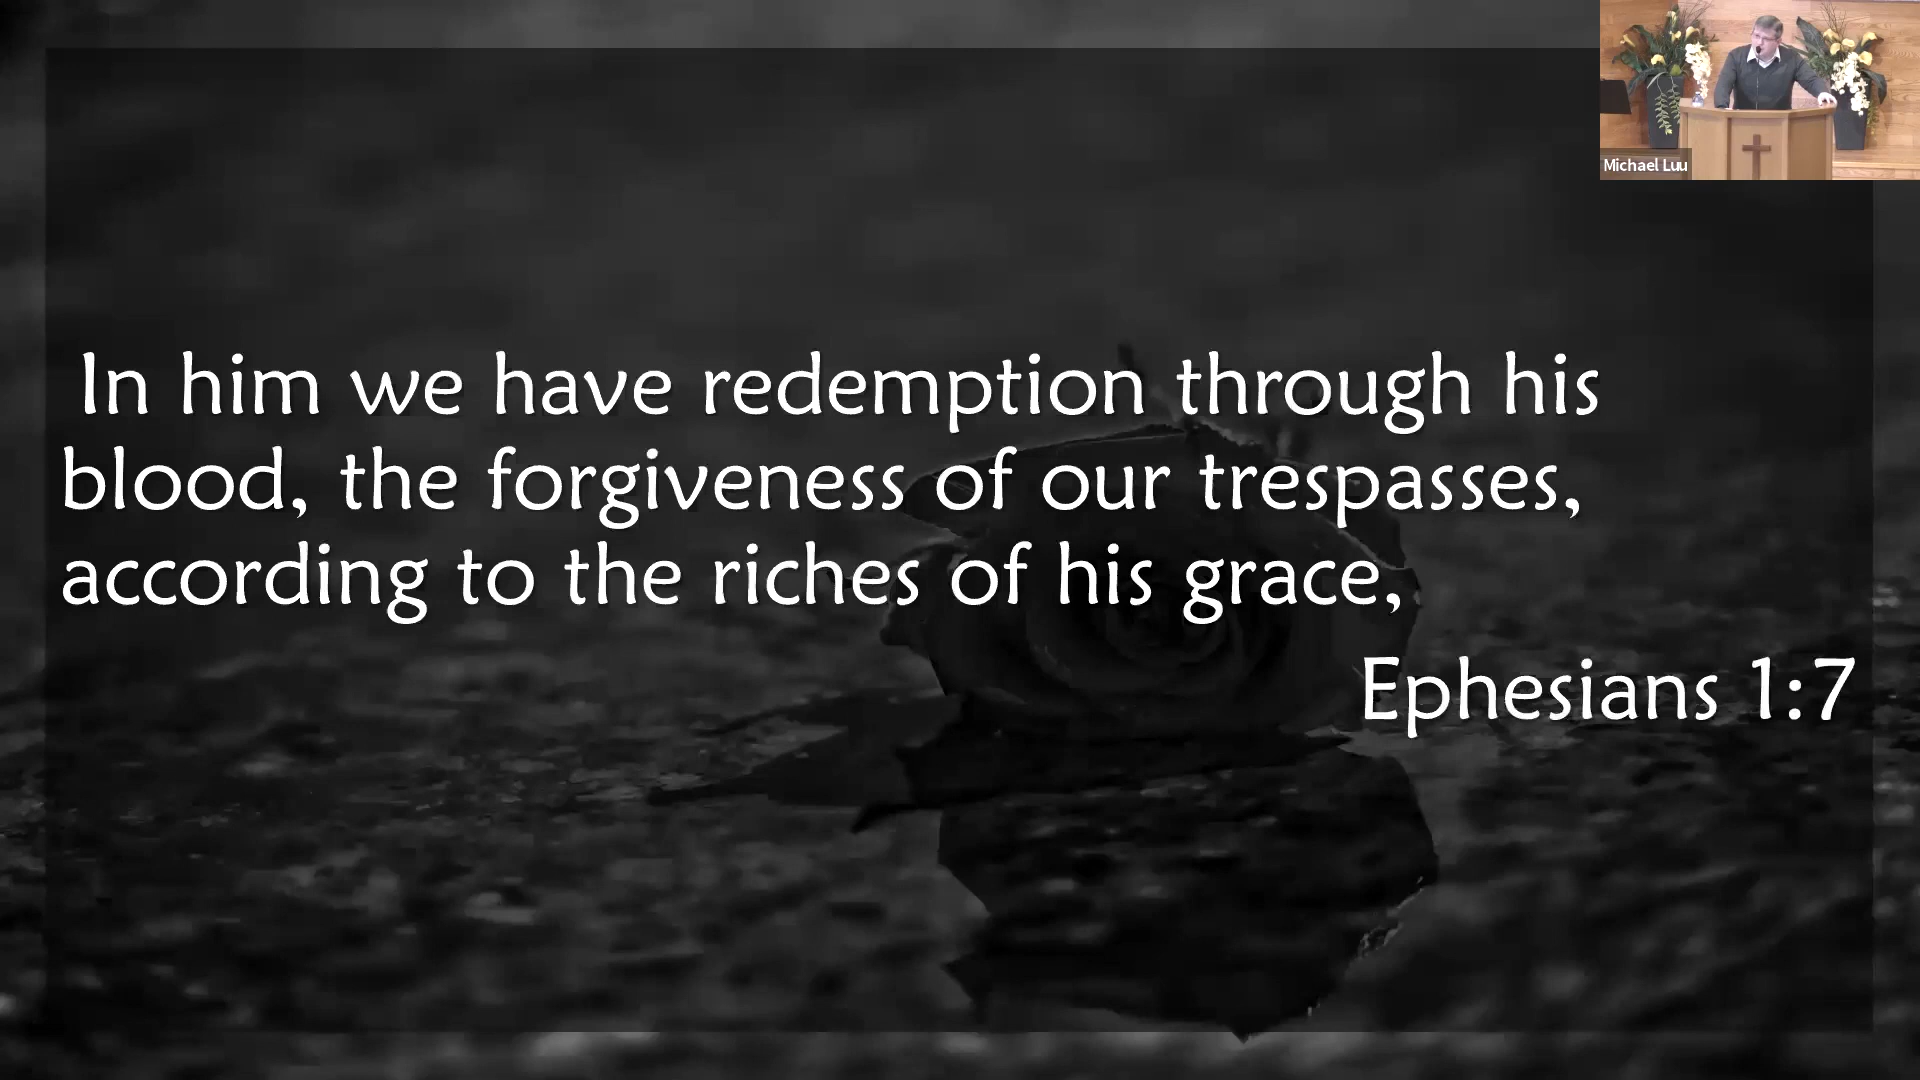 Michael Luu
In him we have redemption through his
blood, the forgiveness of our trespasses,
according to the riches of his grace,
Ephesians 1:7